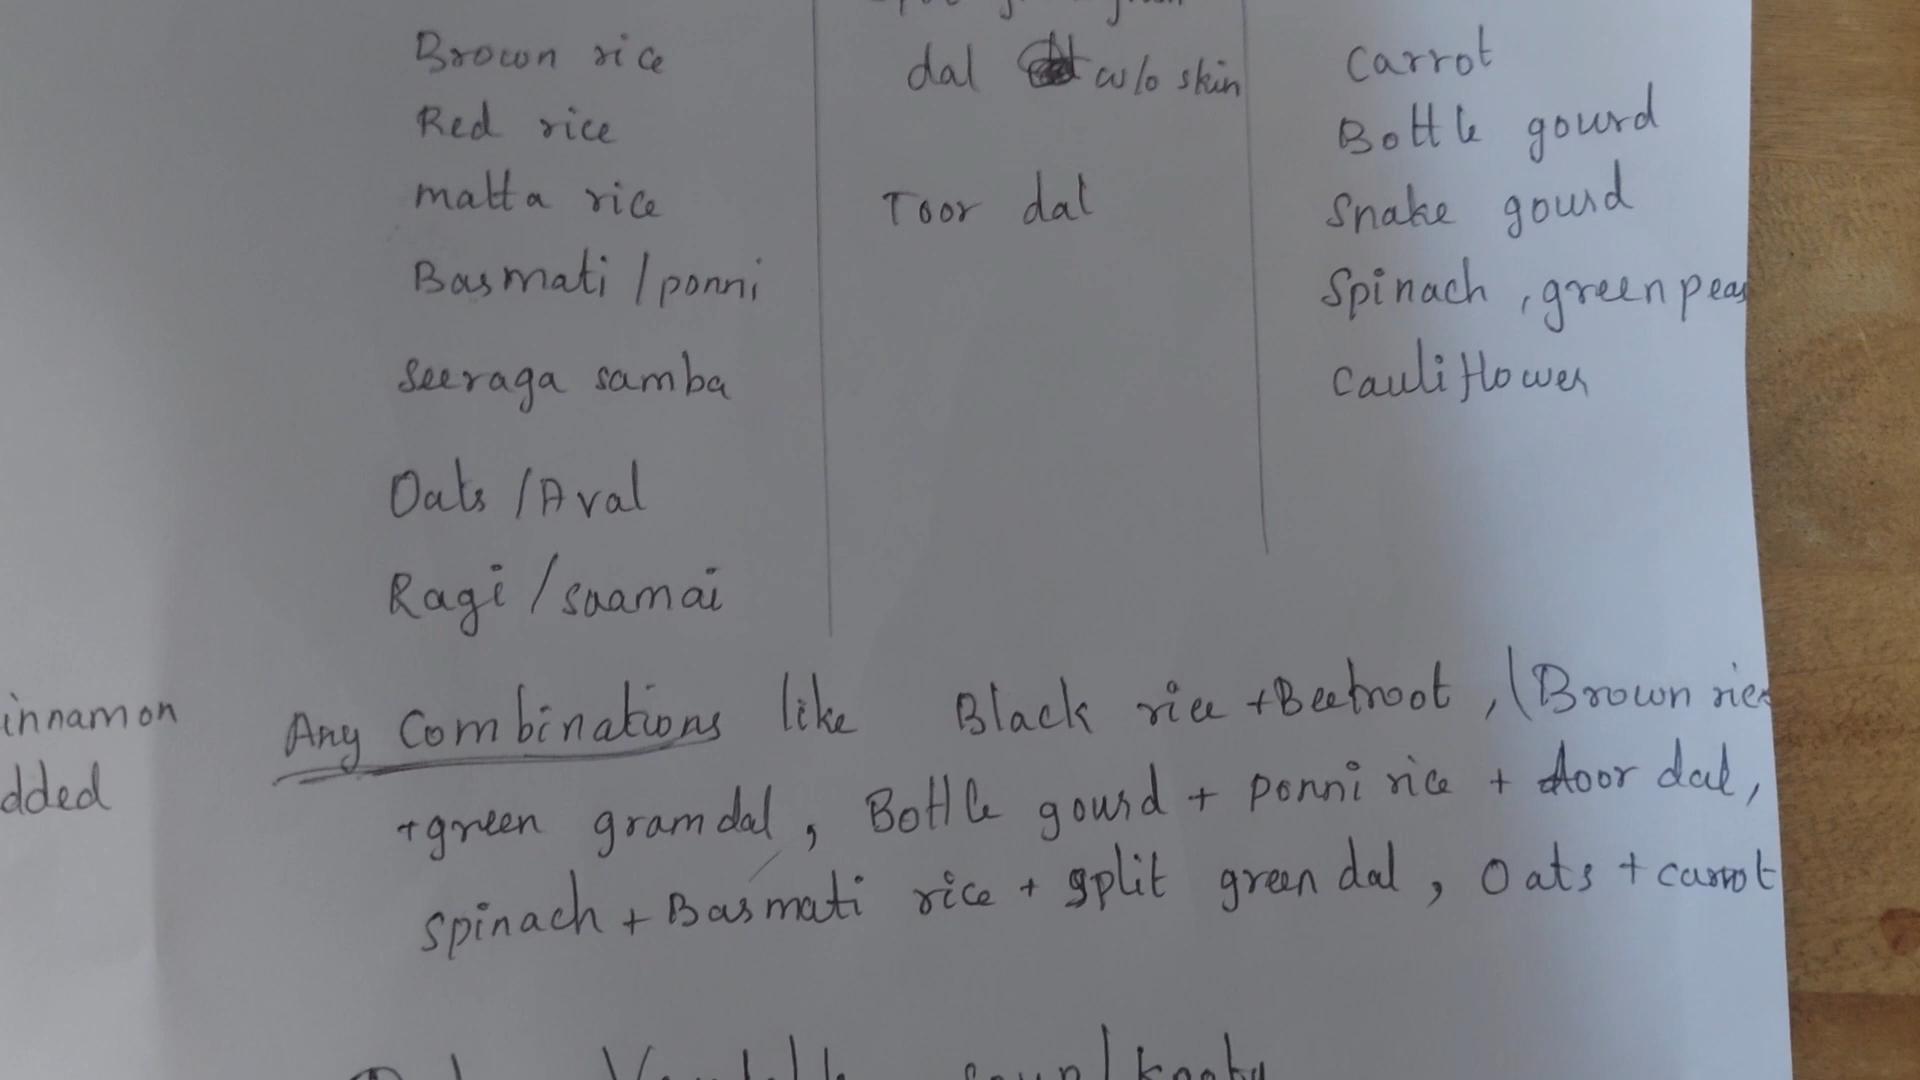 Brown rice
Red rice
matta rice
Basmati / ponni
Seeraga samba
Oats / Aval
Ragi / saamai
dal w/o skin
Toor dal
Carrot
Bottle gourd
Snake gourd
Spinach , green peas
Cauliflower
innamon
dded
Any Combinations like Black rice + Beetroot , ( Brown rice
+ green gram dal , Bottle gourd + ponni rice + toor dal ,
spinach + Basmati rice + split green dal , Oats + carrot